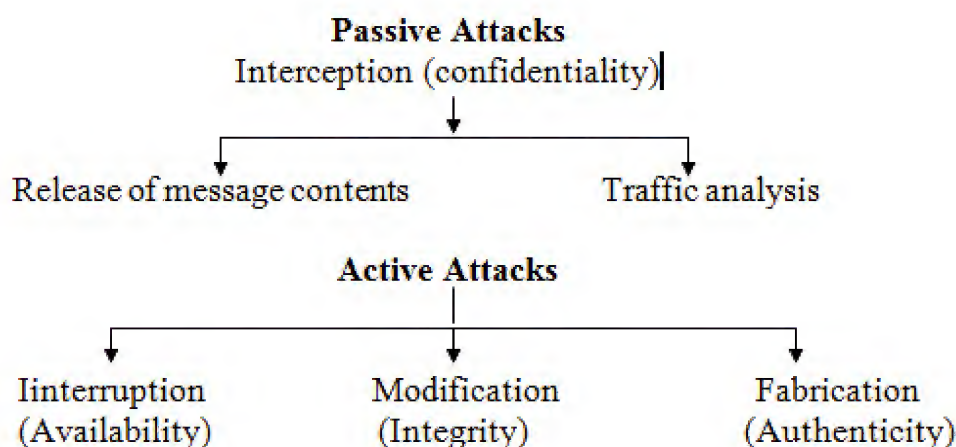 Passive Attacks
Interception (confidentiality)
Release of message contents Traffic analysis
Active Attacks
Iinterruption Modification Fabrication
(Availability) (Integrity) (Authenticity)